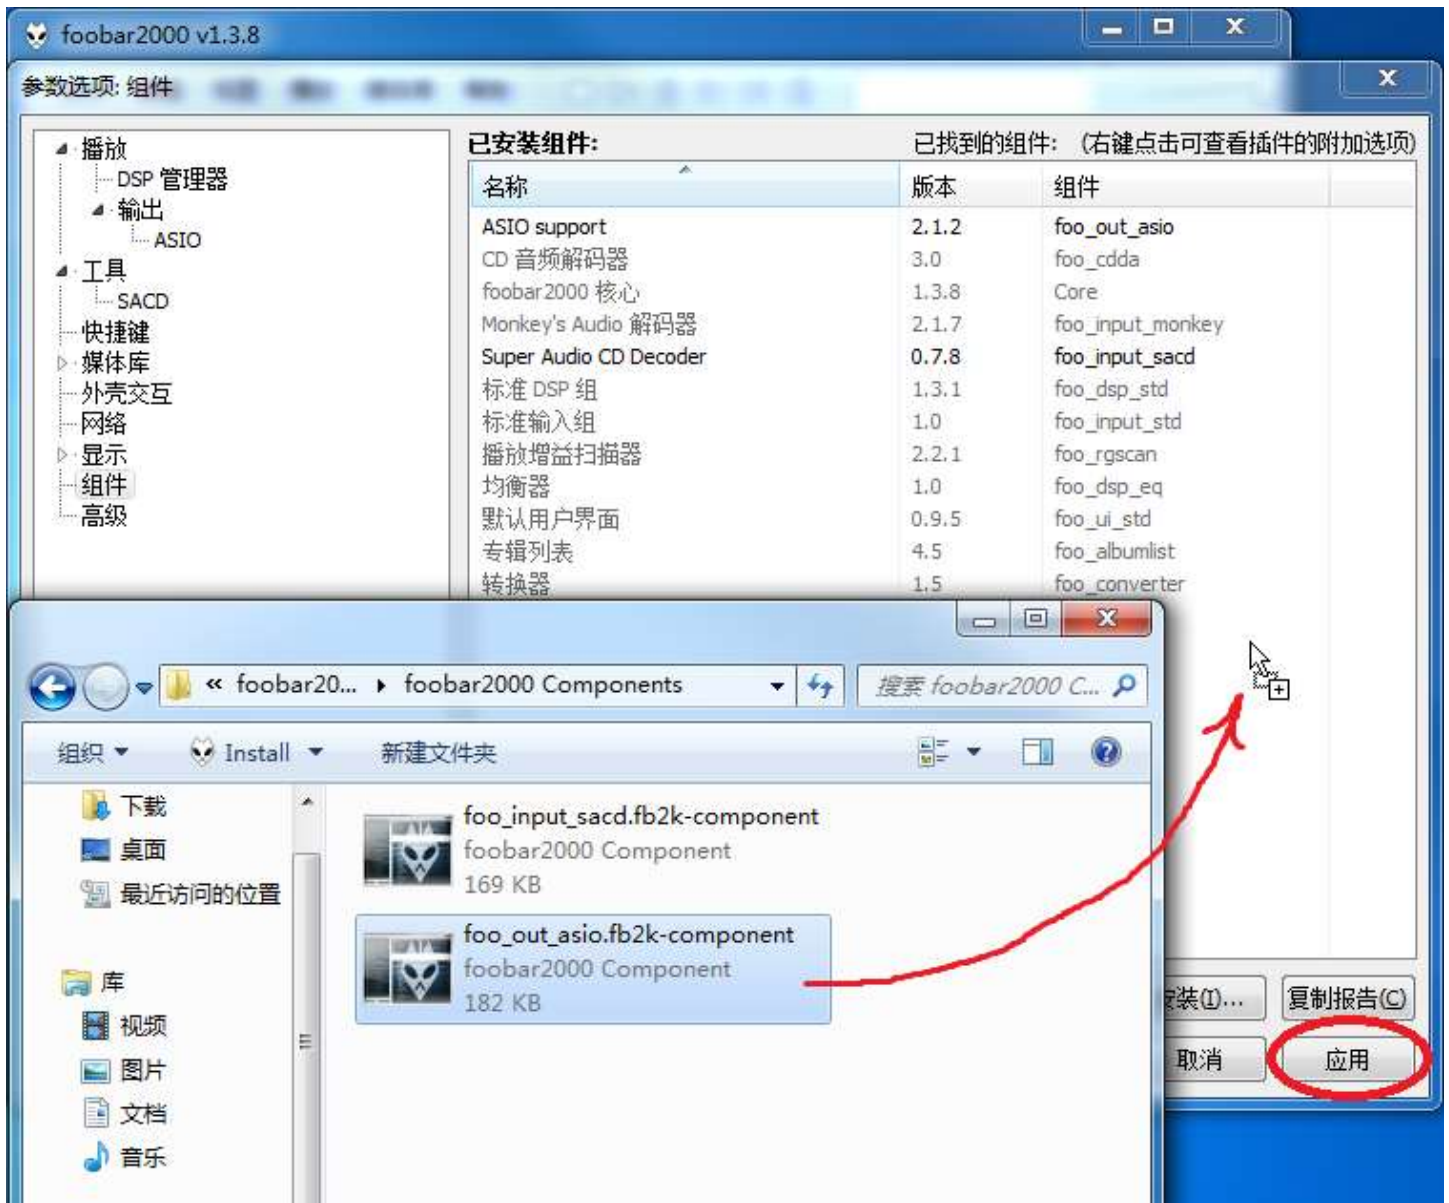 foobar2000 v1.3.8
参数选项: 组件
播放
DSP 管理器
输出
ASIO
工具
SACD
快捷键
媒体库
外壳交互
网络
显示
组件
高级
已安装组件: 已找到的组件: (右键点击可查看插件的附加选项)
名称 版本 组件
ASIO support 2.1.2 foo_out_asio
CD 音频解码器 3.0 foo_cdda
foobar2000 核心 1.3.8 Core
Monkey's Audio 解码器 2.1.7 foo_input_monkey
Super Audio CD Decoder 0.7.8 foo_input_sacd
标准 DSP 组 1.3.1 foo_dsp_std
标准输入组 1.0 foo_input_std
播放增益扫描器 2.2.1 foo_rgscan
均衡器 1.0 foo_dsp_eq
默认用户界面 0.9.5 foo_ui_std
专辑列表 4.5 foo_albumlist
转换器 1.5 foo_converter
« foobar20... foobar2000 Components 搜索 foobar2000 C...
组织 Install 新建文件夹
下载
桌面
最近访问的位置
库
视频
图片
文档
音乐
foo_input_sacd.fb2k-component
foobar2000 Component
169 KB
foo_out_asio.fb2k-component
foobar2000 Component
182 KB
装(I)... 复制报告(C)
取消 应用